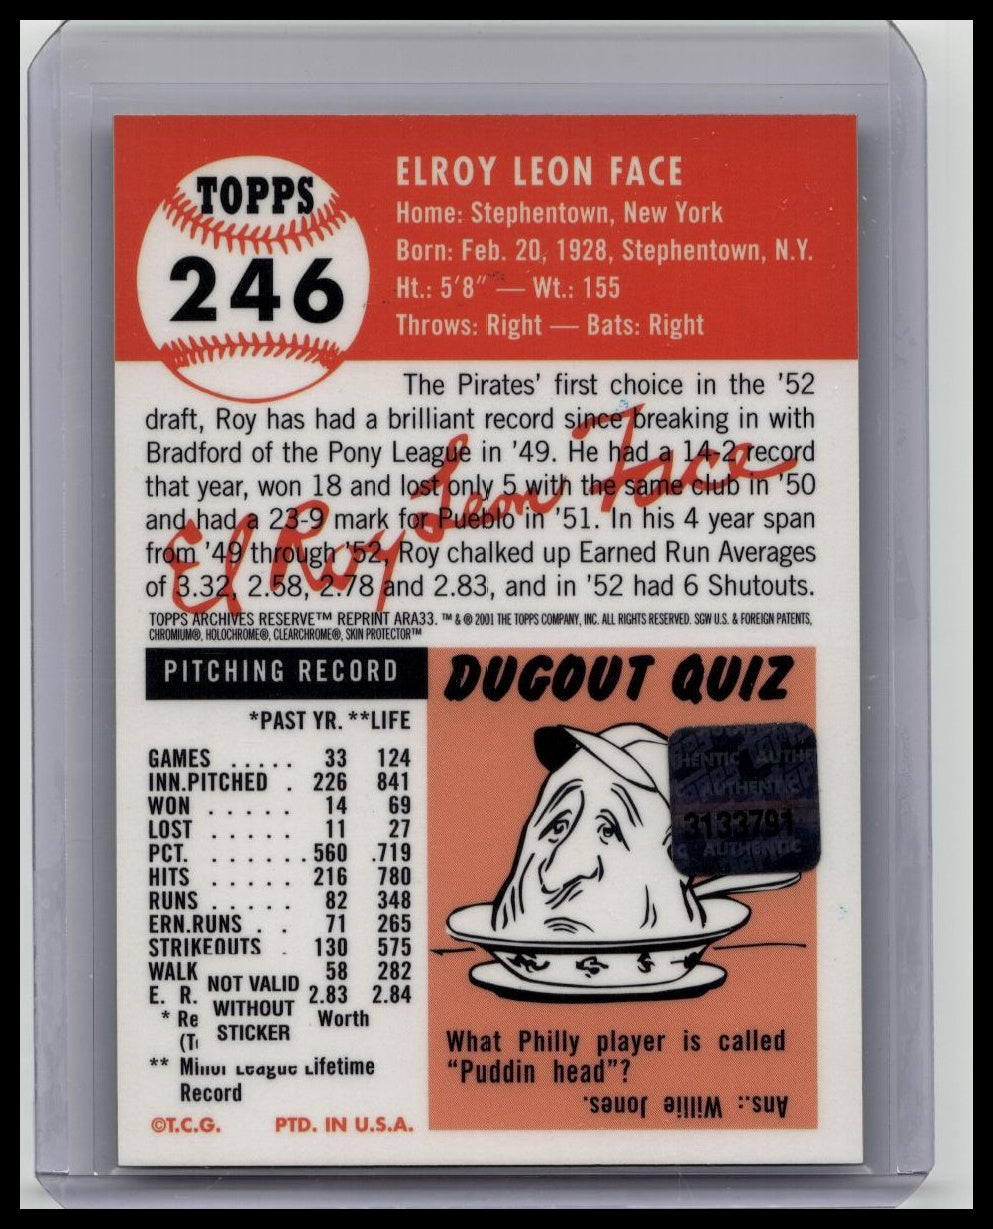 TOPPS
246
ELROY LEON FACE
Home: Stephentown, New York
Born: Feb. 20, 1928, Stephentown, N.Y.
Ht.: 5'8" — Wt.: 155
Throws: Right — Bats: Right
The Pirates' first choice in the '52
draft, Roy has had a brilliant record since breaking in with
Bradford of the Pony League in '49. He had a 14-2 record
that year, won 18 and lost only 5 with the same club in '50
and had a 23-9 mark for Pueblo in '51. In his 4 year span
from '49 through '52, Roy chalked up Earned Run Averages
of 3.32, 2.58, 2.78 and 2.83, and in '52 had 6 Shutouts.
El Roy Leon Face
TOPPS ARCHIVES RESERVE™ REPRINT ARA33. ™ & ® 2001 THE TOPPS COMPANY, INC. ALL RIGHTS RESERVED. SGW U.S. & FOREIGN PATENTS,
CHROMIUM®, HOLOCHROME®, CLEARCHROME®, SKIN PROTECTOR™
PITCHING RECORD
*PAST YR. **LIFE
GAMES ..... 33 124
INN.PITCHED . 226 841
WON ..... 14 69
LOST ..... 11 27
PCT. ...... .560 .719
HITS ..... 216 780
RUNS ..... 82 348
ERN.RUNS . . 71 265
STRIKEOUTS . 130 575
WALK 58 282
E. R. 2.83 2.84
NOT VALID
WITHOUT
STICKER
* Re Worth
** Minor League Lifetime
Record
©T.C.G. PTD. IN U.S.A.
DUGOUT QUIZ
HENTIC AUTHE
UTHENTIC
3133791
AUTHENTIC
What Philly player is called
"Puddin head"?
Ans.: Willie Jones.